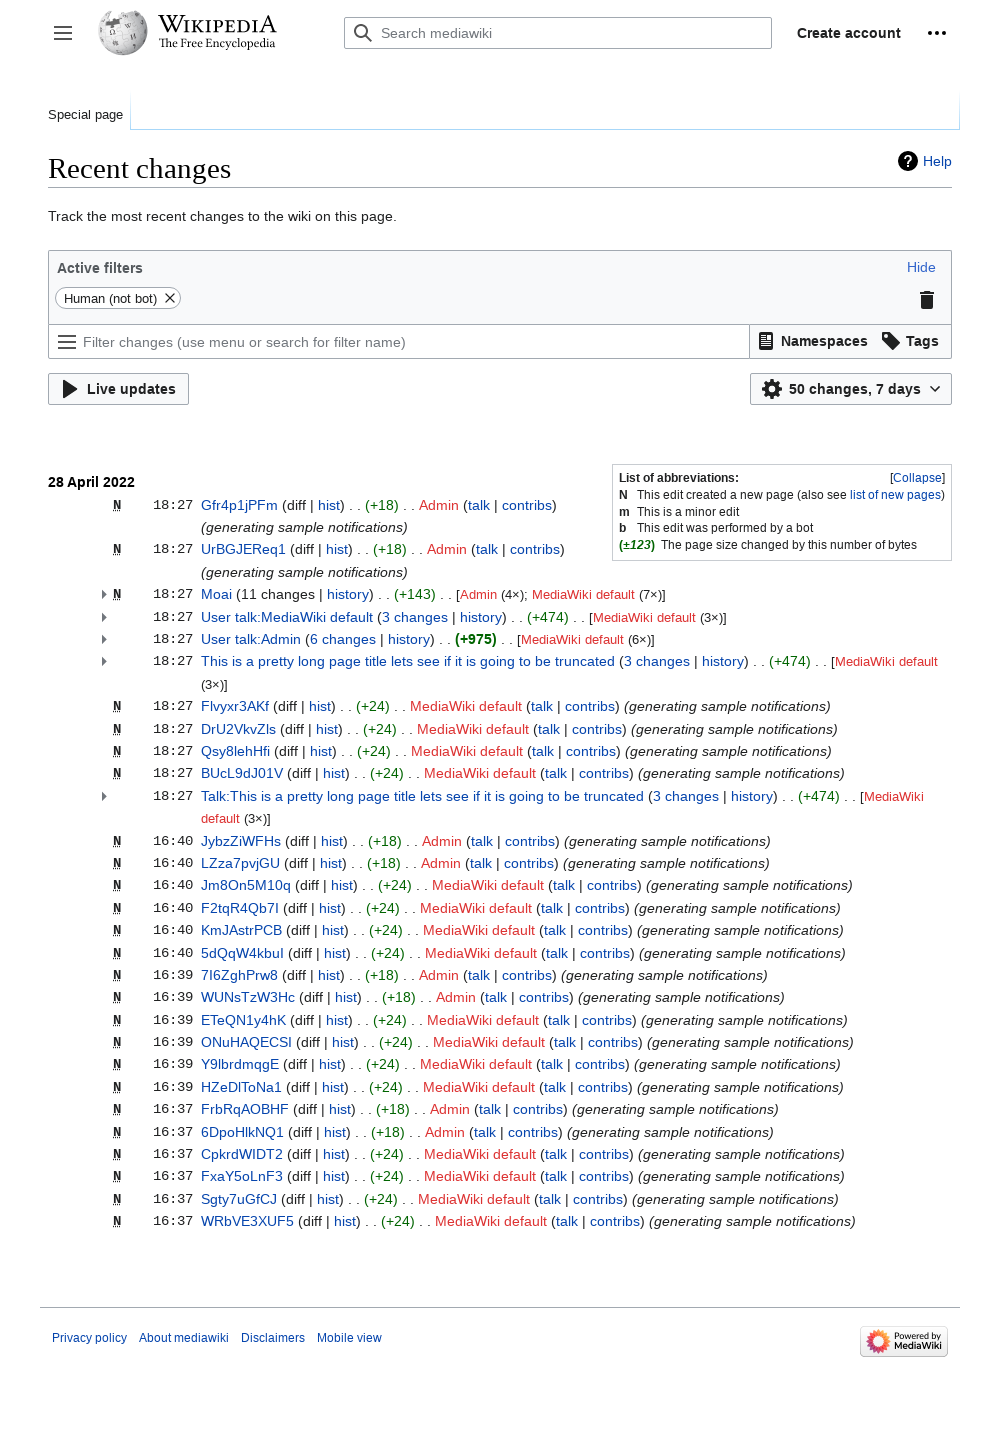 WIKIPEDIA
The Free Encyclopedia
Search mediawiki
Create account
Special page
Recent changes
Help
Track the most recent changes to the wiki on this page.
Active filters
Hide
Human (not bot)
Filter changes (use menu or search for filter name)
Namespaces
Tags
Live updates
50 changes, 7 days
List of abbreviations: [Collapse]
N This edit created a new page (also see list of new pages)
m This is a minor edit
b This edit was performed by a bot
(±123) The page size changed by this number of bytes
28 April 2022
N 18:27 Gfr4p1jPFm (diff | hist) . . (+18) . . Admin (talk | contribs)
(generating sample notifications)
N 18:27 UrBGJEReq1 (diff | hist) . . (+18) . . Admin (talk | contribs)
(generating sample notifications)
N 18:27 Moai (11 changes | history) . . (+143) . . [Admin (4×); MediaWiki default (7×)]
18:27 User talk:MediaWiki default (3 changes | history) . . (+474) . . [MediaWiki default (3×)]
18:27 User talk:Admin (6 changes | history) . . (+975) . . [MediaWiki default (6×)]
18:27 This is a pretty long page title lets see if it is going to be truncated (3 changes | history) . . (+474) . . [MediaWiki default
(3×)]
N 18:27 Flvyxr3AKf (diff | hist) . . (+24) . . MediaWiki default (talk | contribs) (generating sample notifications)
N 18:27 DrU2VkvZls (diff | hist) . . (+24) . . MediaWiki default (talk | contribs) (generating sample notifications)
N 18:27 Qsy8lehHfi (diff | hist) . . (+24) . . MediaWiki default (talk | contribs) (generating sample notifications)
N 18:27 BUcL9dJ01V (diff | hist) . . (+24) . . MediaWiki default (talk | contribs) (generating sample notifications)
18:27 Talk:This is a pretty long page title lets see if it is going to be truncated (3 changes | history) . . (+474) . . [MediaWiki
default (3×)]
N 16:40 JybzZiWFHs (diff | hist) . . (+18) . . Admin (talk | contribs) (generating sample notifications)
N 16:40 LZza7pvjGU (diff | hist) . . (+18) . . Admin (talk | contribs) (generating sample notifications)
N 16:40 Jm8On5M10q (diff | hist) . . (+24) . . MediaWiki default (talk | contribs) (generating sample notifications)
N 16:40 F2tqR4Qb7I (diff | hist) . . (+24) . . MediaWiki default (talk | contribs) (generating sample notifications)
N 16:40 KmJAstrPCB (diff | hist) . . (+24) . . MediaWiki default (talk | contribs) (generating sample notifications)
N 16:40 5dQqW4kbuI (diff | hist) . . (+24) . . MediaWiki default (talk | contribs) (generating sample notifications)
N 16:39 7I6ZghPrw8 (diff | hist) . . (+18) . . Admin (talk | contribs) (generating sample notifications)
N 16:39 WUNsTzW3Hc (diff | hist) . . (+18) . . Admin (talk | contribs) (generating sample notifications)
N 16:39 ETeQN1y4hK (diff | hist) . . (+24) . . MediaWiki default (talk | contribs) (generating sample notifications)
N 16:39 ONuHAQECSI (diff | hist) . . (+24) . . MediaWiki default (talk | contribs) (generating sample notifications)
N 16:39 Y9lbrdmqgE (diff | hist) . . (+24) . . MediaWiki default (talk | contribs) (generating sample notifications)
N 16:39 HZeDlToNa1 (diff | hist) . . (+24) . . MediaWiki default (talk | contribs) (generating sample notifications)
N 16:37 FrbRqAOBHF (diff | hist) . . (+18) . . Admin (talk | contribs) (generating sample notifications)
N 16:37 6DpoHlkNQ1 (diff | hist) . . (+18) . . Admin (talk | contribs) (generating sample notifications)
N 16:37 CpkrdWIDT2 (diff | hist) . . (+24) . . MediaWiki default (talk | contribs) (generating sample notifications)
N 16:37 FxaY5oLnF3 (diff | hist) . . (+24) . . MediaWiki default (talk | contribs) (generating sample notifications)
N 16:37 Sgty7uGfCJ (diff | hist) . . (+24) . . MediaWiki default (talk | contribs) (generating sample notifications)
N 16:37 WRbVE3XUF5 (diff | hist) . . (+24) . . MediaWiki default (talk | contribs) (generating sample notifications)
Privacy policy About mediawiki Disclaimers Mobile view
Powered by
MediaWiki